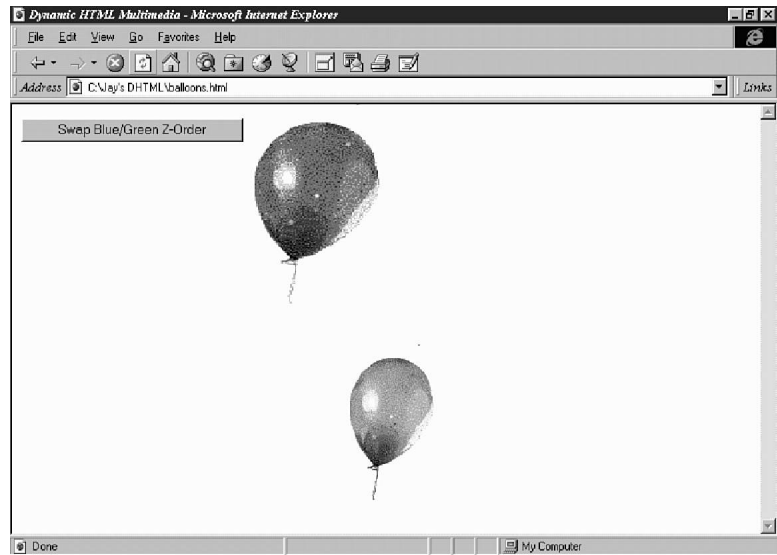 Dynamic HTML Multimedia - Microsoft Internet Explorer
File Edit View Go Favorites Help
Address C:\Jay's DHTML\balloons.html Links
Swap Blue/Green Z-Order
Done My Computer